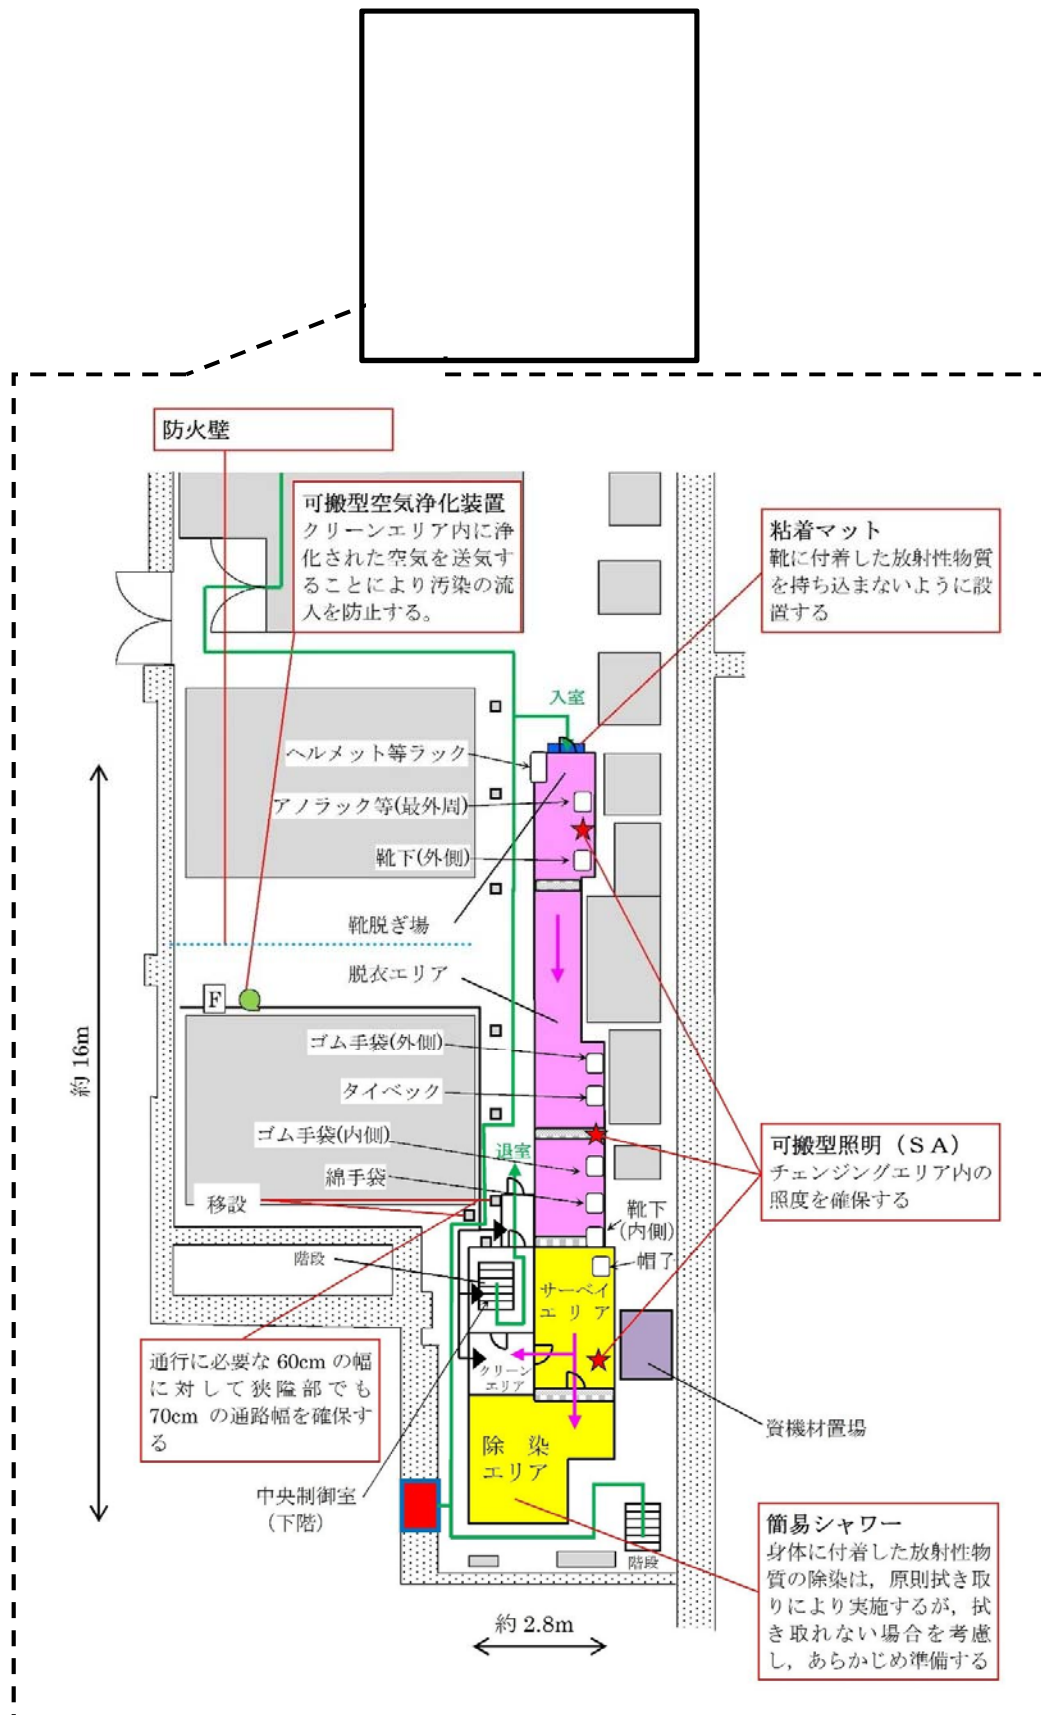 防火壁
可搬型空気浄化装置
クリーンエリア内に浄
化された空気を送気す
ることにより汚染の流
入を防止する。
粘着マット
靴に付着した放射性物質
を持ち込まないように設
置する
入室
ヘルメット等ラック
アノラック等(最外周)
靴下(外側)
靴脱ぎ場
脱衣エリア
F
約 16m
ゴム手袋(外側)
タイベック
ゴム手袋(内側)
退室
綿手袋
可搬型照明（ＳＡ）
チェンジングエリア内の
照度を確保する
移設
靴下
(内側)
階段
帽子
サーベイ
エリア
通行に必要な 60cm の幅
に対して狭隘部でも
70cm の通路幅を確保す
る
クリーン
エリア
資機材置場
除 染
エリア
中央制御室
（下階）
階段
簡易シャワー
身体に付着した放射性物
質の除染は，原則拭き取
りにより実施するが，拭
き取れない場合を考慮
し，あらかじめ準備する
約 2.8m